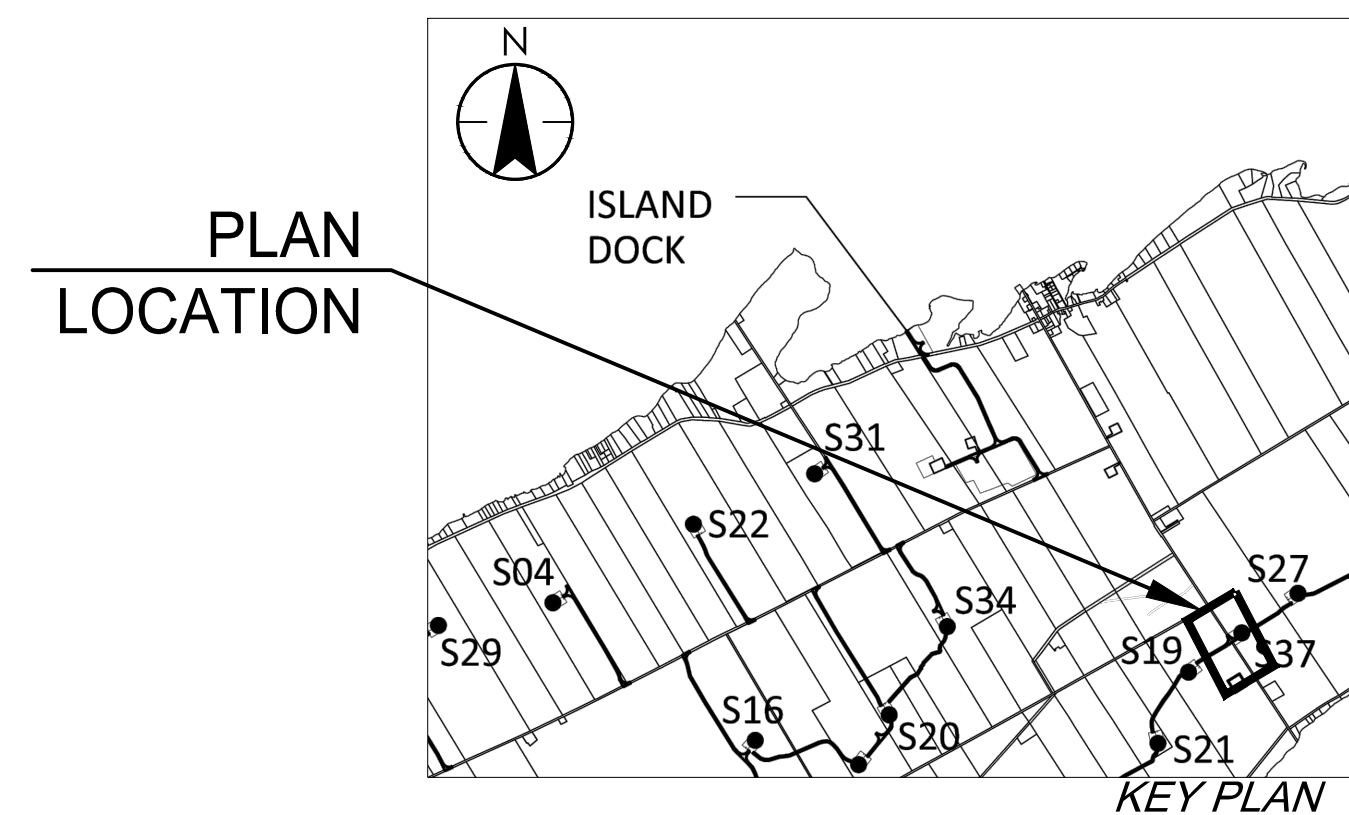 N
PLAN
LOCATION
ISLAND
DOCK
S31
S22
S04
S27
S34
S29
S19
S37
S16
S20
S21
KEY PLAN